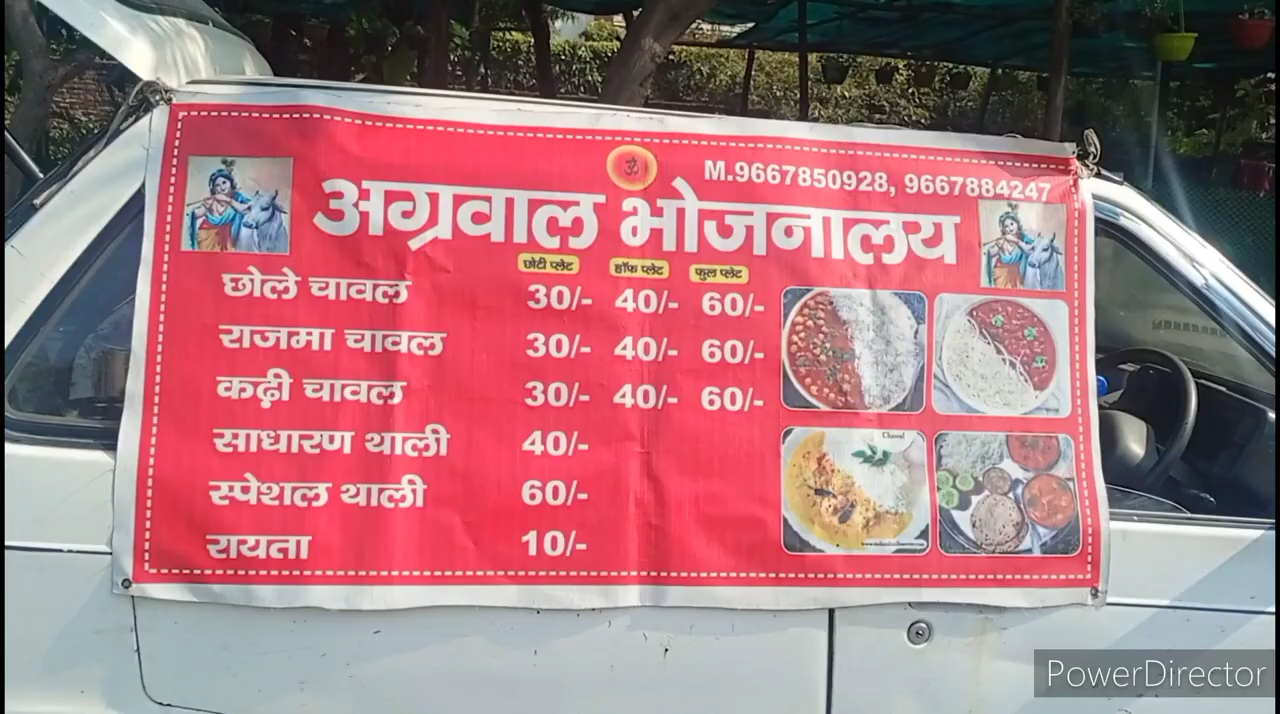 ॐ
M.9667850928, 9667884247
अग्रवाल भोजनालय
छोटी प्लेट हॉफ प्लेट फुल प्लेट
छोले चावल 30/- 40/- 60/-
राजमा चावल 30/- 40/- 60/-
कढ़ी चावल 30/- 40/- 60/-
साधारण थाली 40/-
स्पेशल थाली 60/-
रायता 10/-
Chawal
PowerDirector